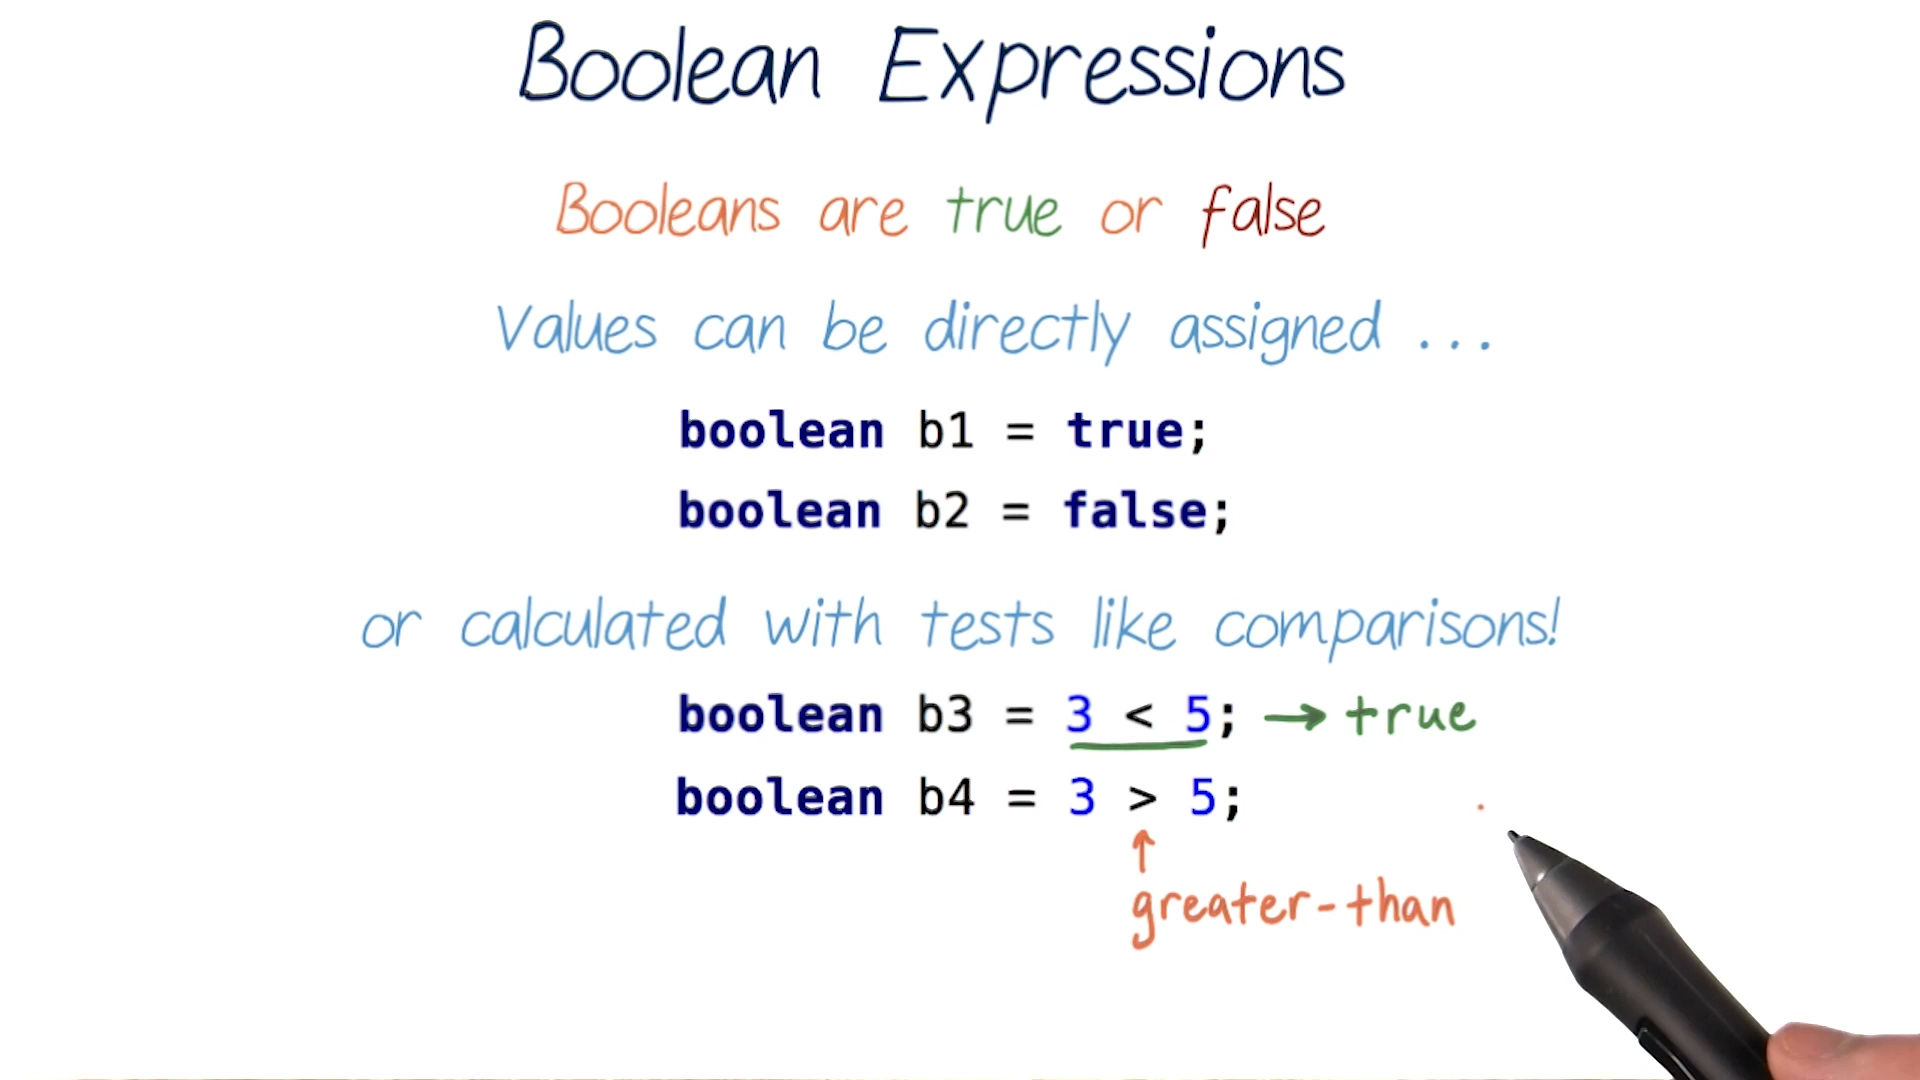 Boolean Expressions
Booleans are true or false
Values can be directly assigned ...
boolean b1 = true;
boolean b2 = false;
or calculated with tests like comparisons!
boolean b3 = 3 < 5; → true
boolean b4 = 3 > 5;
↑
greater-than